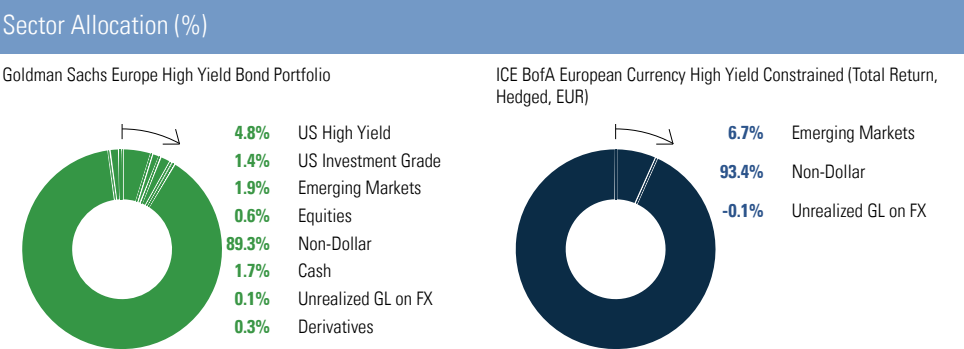 Sector Allocation (%)
Goldman Sachs Europe High Yield Bond Portfolio
4.8% US High Yield
1.4% US Investment Grade
1.9% Emerging Markets
0.6% Equities
89.3% Non-Dollar
1.7% Cash
0.1% Unrealized GL on FX
0.3% Derivatives
ICE BofA European Currency High Yield Constrained (Total Return,
Hedged, EUR)
6.7% Emerging Markets
93.4% Non-Dollar
-0.1% Unrealized GL on FX